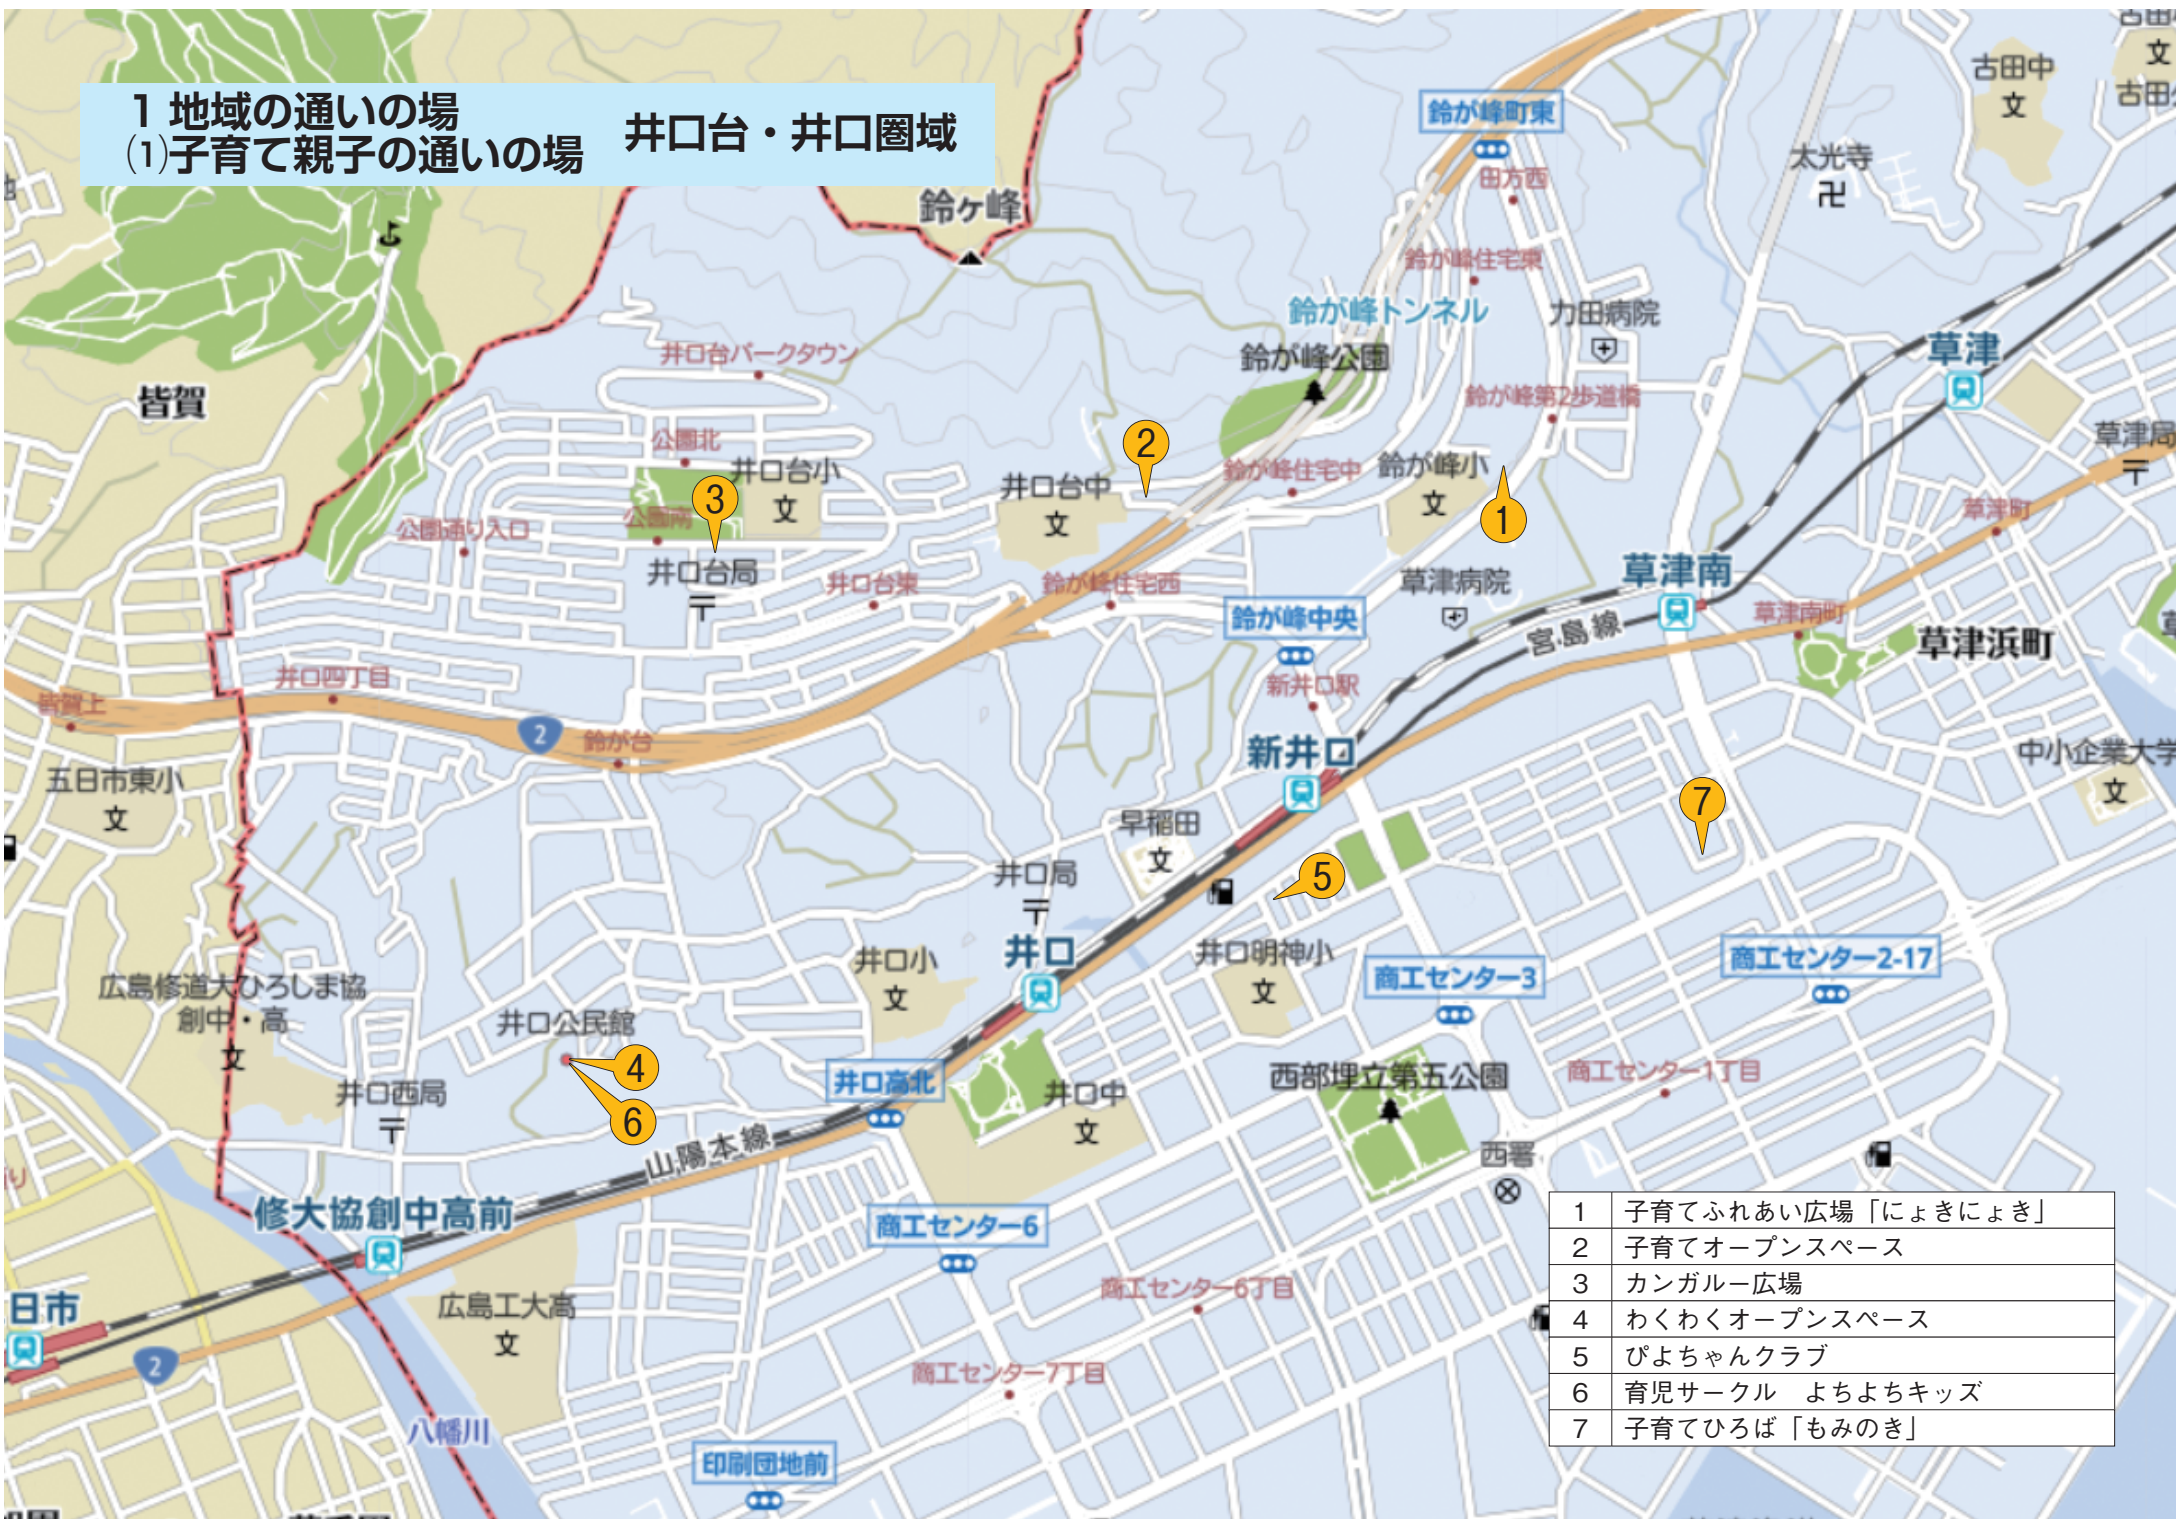 1 地域の通いの場
⑴子育て親子の通いの場
井口台・井口圏域
古田中
文
文
鈴が峰町東
田方西
太光寺
鈴ヶ峰
鈴が峰住宅東
鈴が峰トンネル
力田病院
鈴が峰公園
草津
井口台パークタウン
皆賀
鈴が峰第2歩道橋
公園北
2
草津局
井口台小
文
鈴が峰住宅中
鈴が峰小
文
井口台中
文
3
公園南
公園通り入口
1
草津町
井口台局
井口台東
鈴が峰住宅西
草津病院
草津南
鈴が峰中央
宮島線
草津南町
草津浜町
井口四丁目
新井口駅
皆賀上
2
鈴が台
新井口
中小企業大学
文
五日市東小
文
7
早稲田
文
井口局
5
井口小
文
井口
井口明神小
文
商工センター3
商工センター2-17
広島修道大ひろしま協
創中・高
文
井口公民館
4
6
井口高北
西部埋立第五公園
商工センター1丁目
井口西局
井口中
文
山陽本線
西署
修大協創中高前
商工センター6
商工センター6丁目
日市
広島工大高
文
2
商工センター7丁目
八幡川
印刷団地前
1 子育てふれあい広場「にょきにょき」
2 子育てオープンスペース
3 カンガルー広場
4 わくわくオープンスペース
5 ぴよちゃんクラブ
6 育児サークル　よちよちキッズ
7 子育てひろば「もみのき」